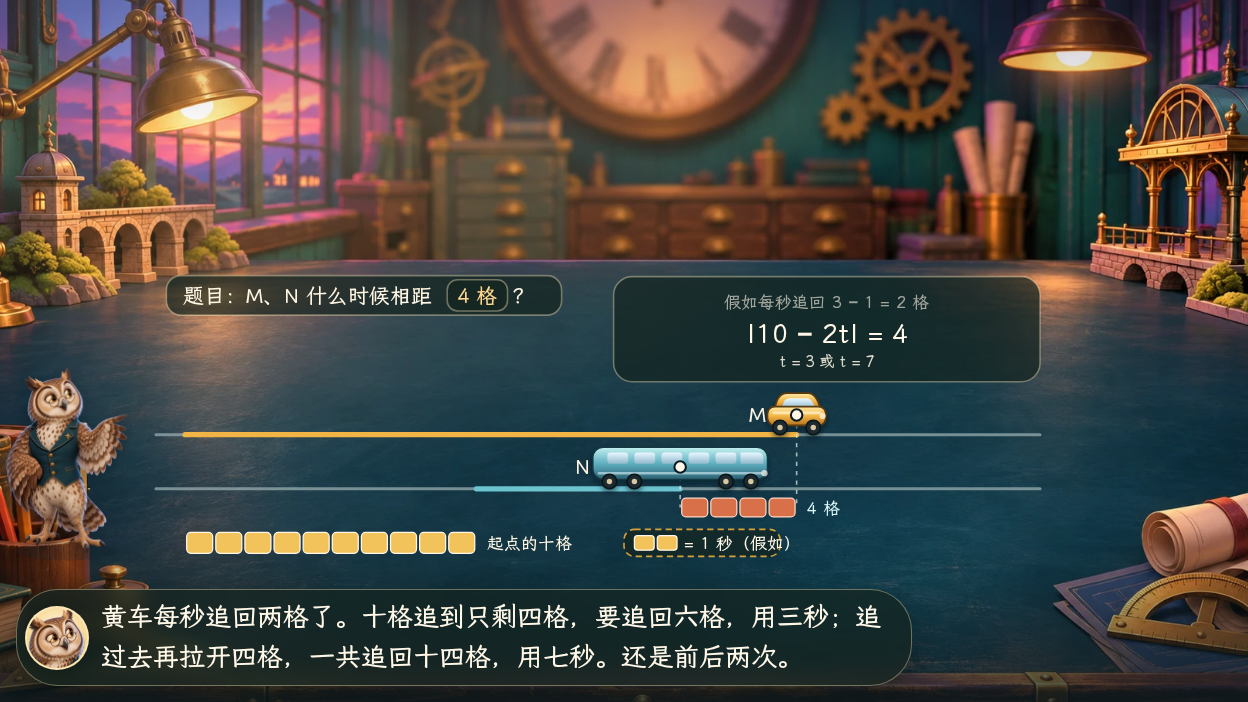 题目：M、N 什么时候相距 4 格 ？
假如每秒追回 3 - 1 = 2 格
|10 - 2t| = 4
t = 3 或 t = 7
M
N
4 格
起点的十格
= 1 秒（假如）
黄车每秒追回两格了。十格追到只剩四格，要追回六格，用三秒；追
过去再拉开四格，一共追回十四格，用七秒。还是前后两次。